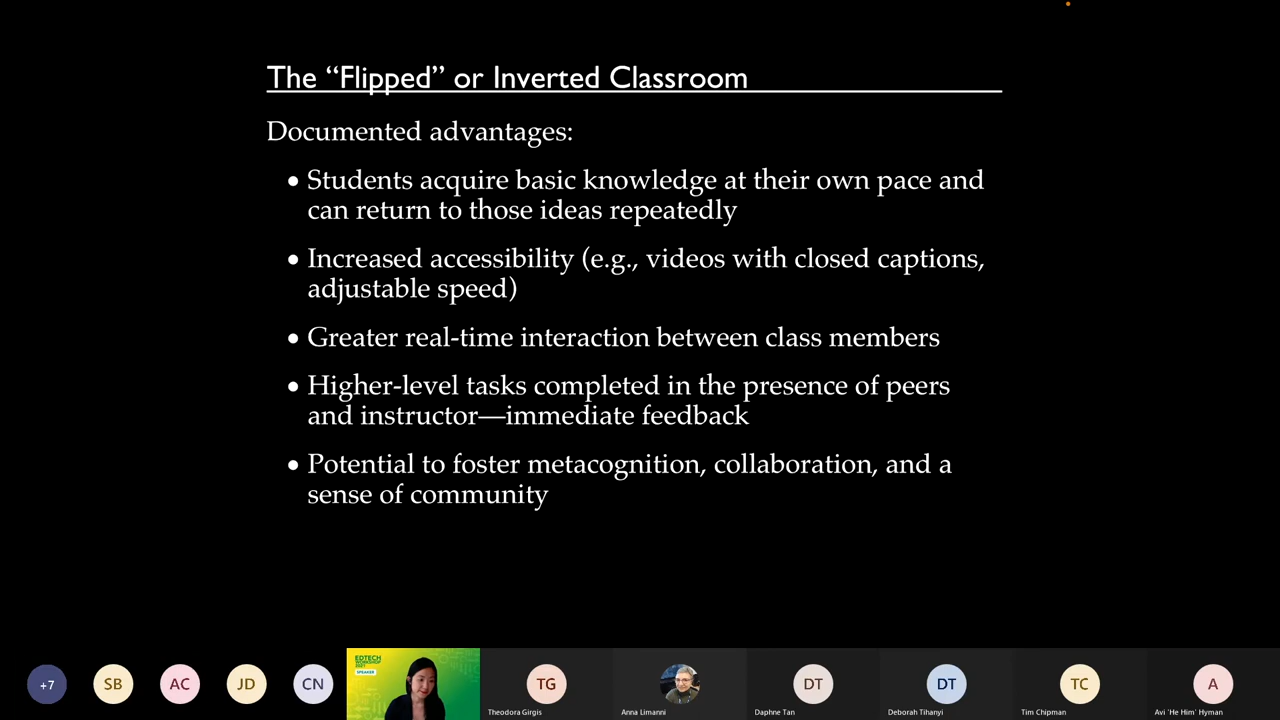 The “Flipped” or Inverted Classroom
Documented advantages:
• Students acquire basic knowledge at their own pace and
can return to those ideas repeatedly
• Increased accessibility (e.g., videos with closed captions,
adjustable speed)
• Greater real-time interaction between class members
• Higher-level tasks completed in the presence of peers
and instructor—immediate feedback
• Potential to foster metacognition, collaboration, and a
sense of community
+7
SB
AC
JD
CN
EDTECH
WORKSHOP
2021
SPEAKER
TG
Theodora Girgis
Anna Limanni
DT
Daphne Tan
DT
Deborah Tihanyi
TC
Tim Chipman
A
Avi 'He Him' Hyman